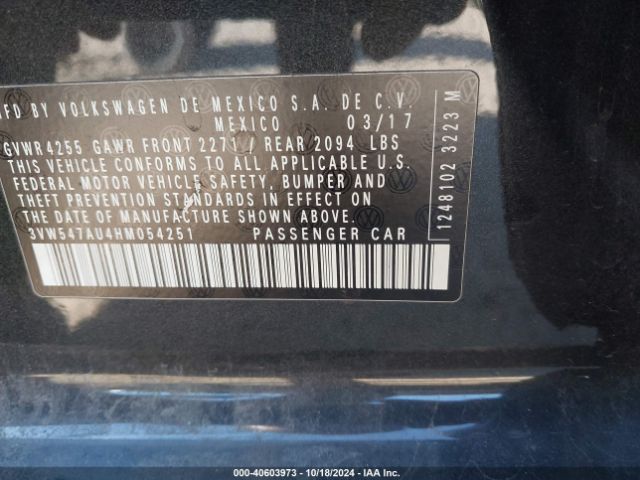 MFD BY VOLKSWAGEN DE MEXICO S.A. DE C.V.
MEXICO 03/17
GVWR 4255 GAWR FRONT 2271 / REAR 2094 LBS
THIS VEHICLE CONFORMS TO ALL APPLICABLE U.S.
FEDERAL MOTOR VEHICLE SAFETY, BUMPER AND
THEFT PREVENTION STANDARDS IN EFFECT ON
THE DATE OF MANUFACTURE SHOWN ABOVE.
3VW547AU4HM054251 PASSENGER CAR
1248102 3223 M
000-40603973 - 10/18/2024 - IAA Inc.